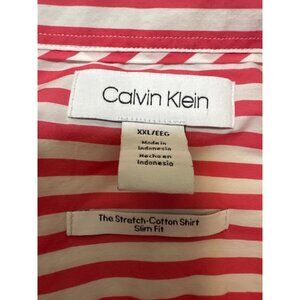 Calvin Klein
XXL/EEG
Made in
Indonesia
Hecho en
Indonesia
The Stretch-Cotton Shirt
Slim Fit